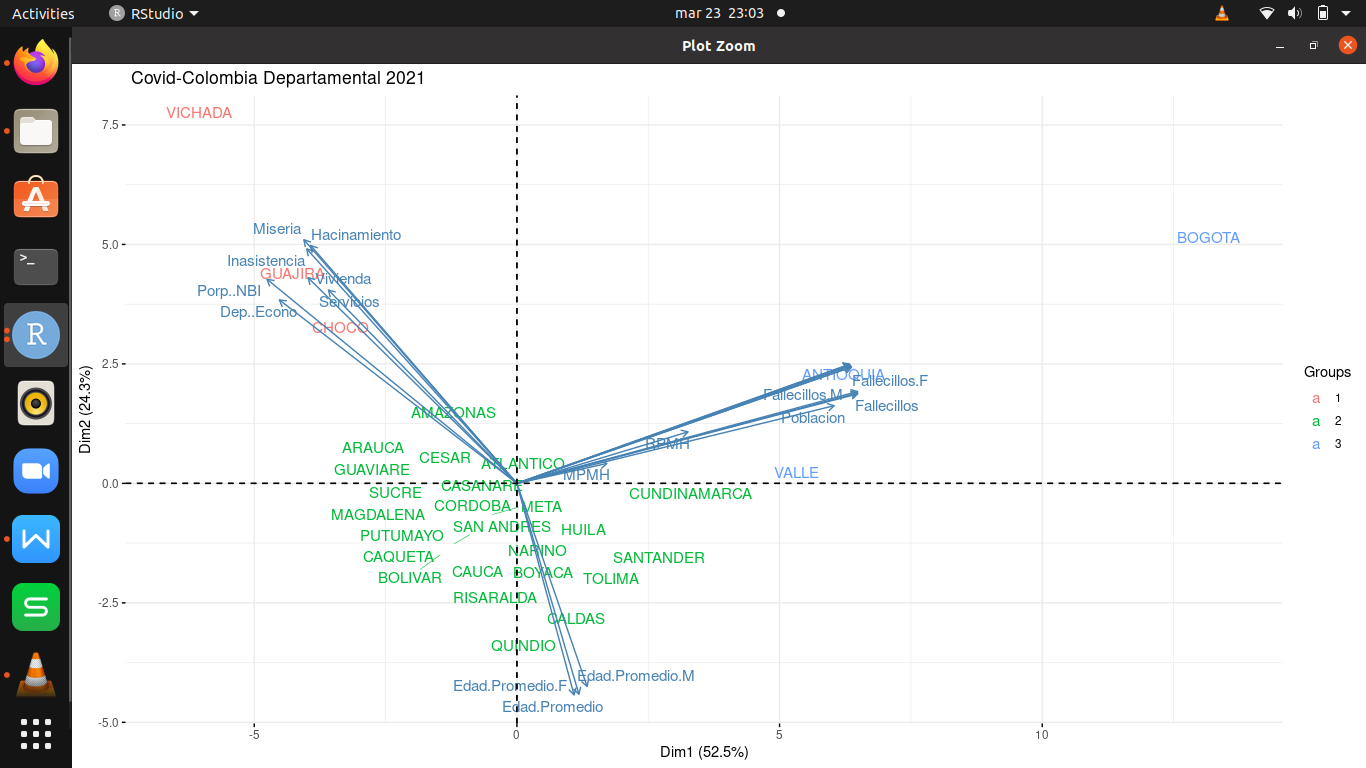 Activities
RStudio
mar 23 23:03
Plot Zoom
Covid-Colombia Departamental 2021
VICHADA
7.5
Miseria
Hacinamiento
BOGOTA
5.0
Inasistencia
GUAJIRA
Vivienda
Porp..NBI
Servicios
Dep..Econo
CHOCO
2.5
ANTIOQUIA
Fallecillos.F
Fallecillos.M
Fallecillos
Poblacion
Groups
a 1
a 2
a 3
AMAZONAS
RPMH
ARAUCA
CESAR
ATLANTICO
GUAVIARE
MPMH
VALLE
0.0
CASANARE
SUCRE
CUNDINAMARCA
CORDOBA
META
MAGDALENA
SAN ANDRES
HUILA
PUTUMAYO
NARINO
CAQUETA
SANTANDER
BOLIVAR
CAUCA
BOYACA
TOLIMA
-2.5
RISARALDA
CALDAS
QUINDIO
Edad.Promedio.M
Edad.Promedio.F
Edad.Promedio
-5.0
-5
0
5
10
Dim1 (52.5%)
Dim2 (24.3%)